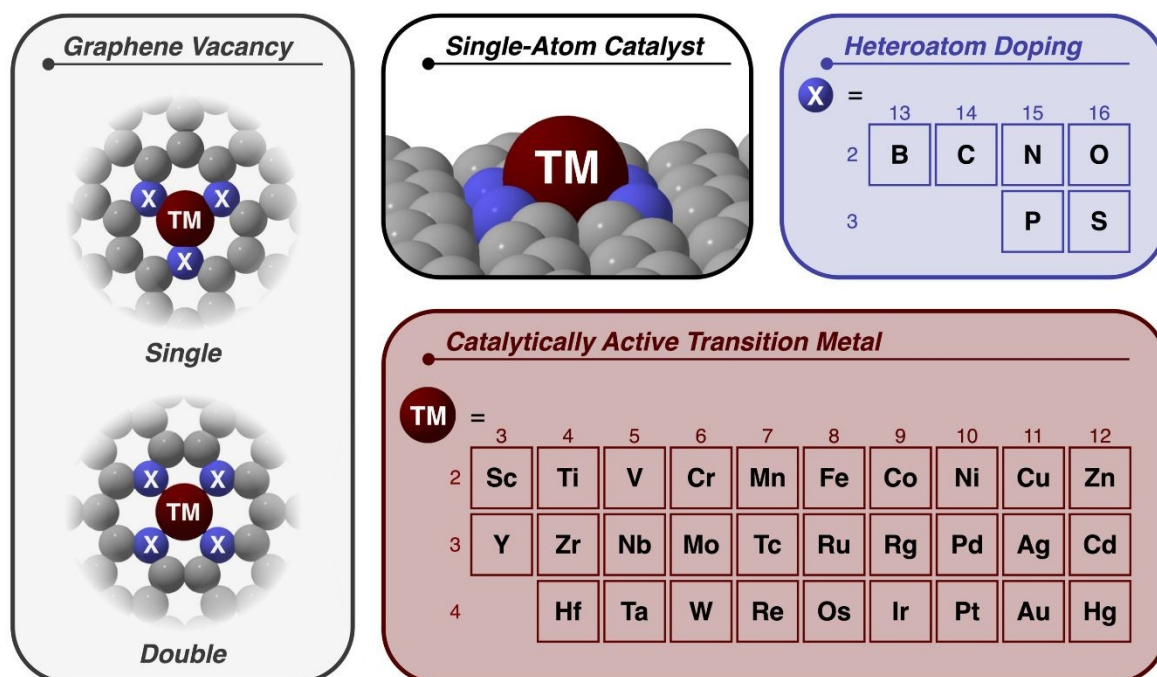 Graphene Vacancy
X X
TM
X
Single
X X
TM
X X
Double
Single-Atom Catalyst
TM
Heteroatom Doping
X =
13 14 15 16
2 B C N O
3 P S
Catalytically Active Transition Metal
TM =
3 4 5 6 7 8 9 10 11 12
2 Sc Ti V Cr Mn Fe Co Ni Cu Zn
3 Y Zr Nb Mo Tc Ru Rg Pd Ag Cd
4 Hf Ta W Re Os Ir Pt Au Hg